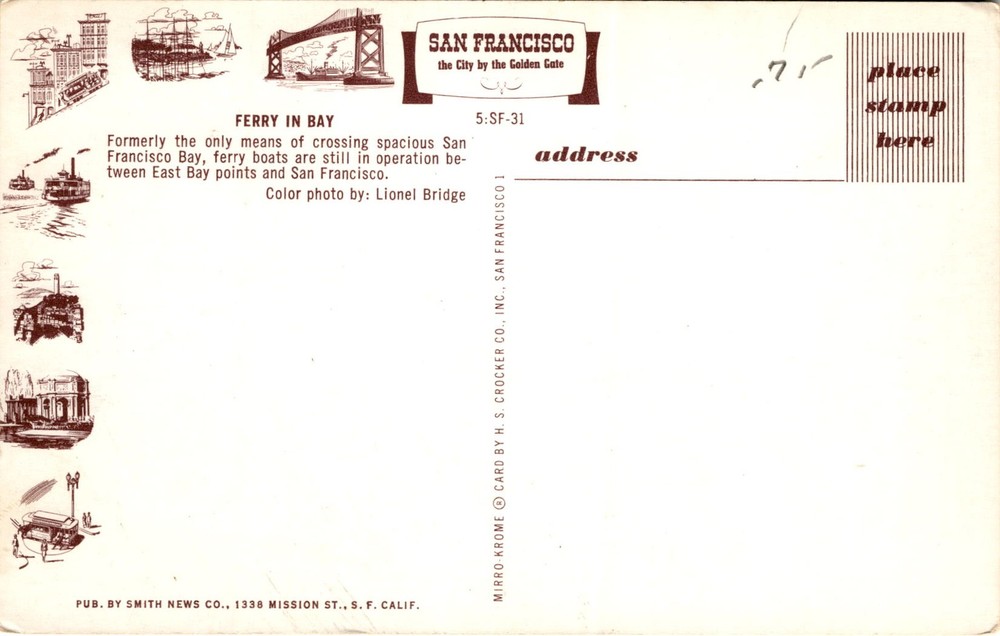 SAN FRANCISCO
the City by the Golden Gate
5:SF-31
FERRY IN BAY
Formerly the only means of crossing spacious San
Francisco Bay, ferry boats are still in operation be-
tween East Bay points and San Francisco.
Color photo by: Lionel Bridge
.75
place
stamp
here
address
MIRRO-KROME ® CARD BY H. S. CROCKER CO., INC., SAN FRANCISCO 1
PUB. BY SMITH NEWS CO., 1338 MISSION ST., S. F. CALIF.